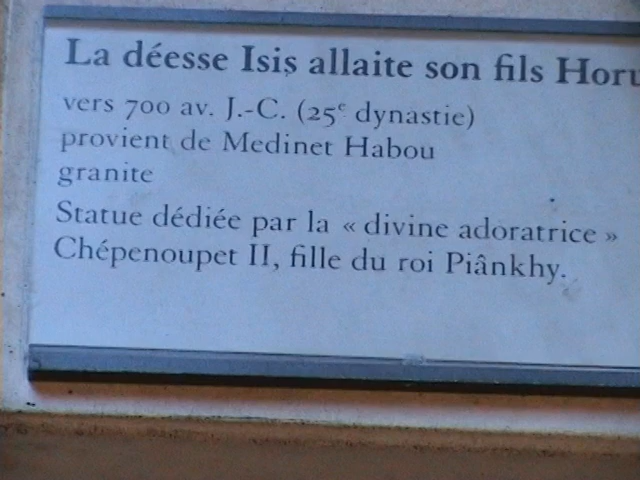 La déesse Isis allaite son fils Horu
vers 700 av. J.-C. (25e dynastie)
provient de Medinet Habou
granite
Statue dédiée par la « divine adoratrice »
Chépenoupet II, fille du roi Piânkhy.